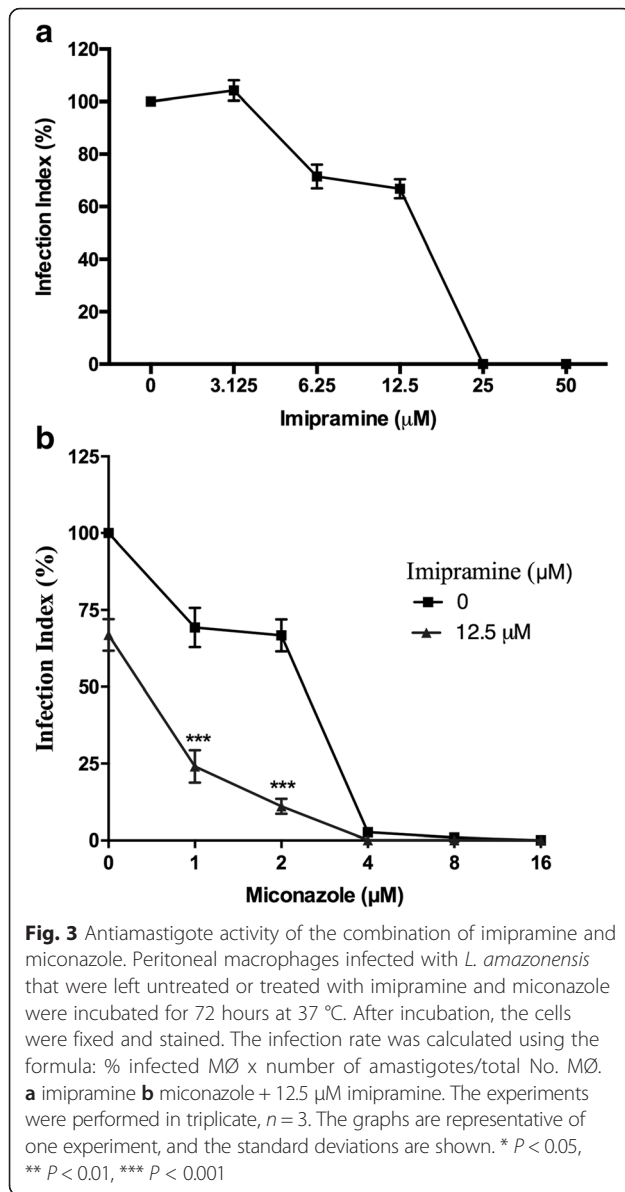 a
120
100
80
60
40
20
0
Infection Index (%)
0 3.125 6.25 12.5 25 50
Imipramine (μM)
b
125
100
75
50
25
0
Infection Index (%)
Imipramine (μM)
0
12.5 μM
***
***
0 1 2 4 8 16
Miconazole (μM)
Fig. 3 Antiamastigote activity of the combination of imipramine and
miconazole. Peritoneal macrophages infected with L. amazonensis
that were left untreated or treated with imipramine and miconazole
were incubated for 72 hours at 37 °C. After incubation, the cells
were fixed and stained. The infection rate was calculated using the
formula: % infected MØ x number of amastigotes/total No. MØ.
a imipramine b miconazole + 12.5 μM imipramine. The experiments
were performed in triplicate, n = 3. The graphs are representative of
one experiment, and the standard deviations are shown. * P < 0.05,
** P < 0.01, *** P < 0.001